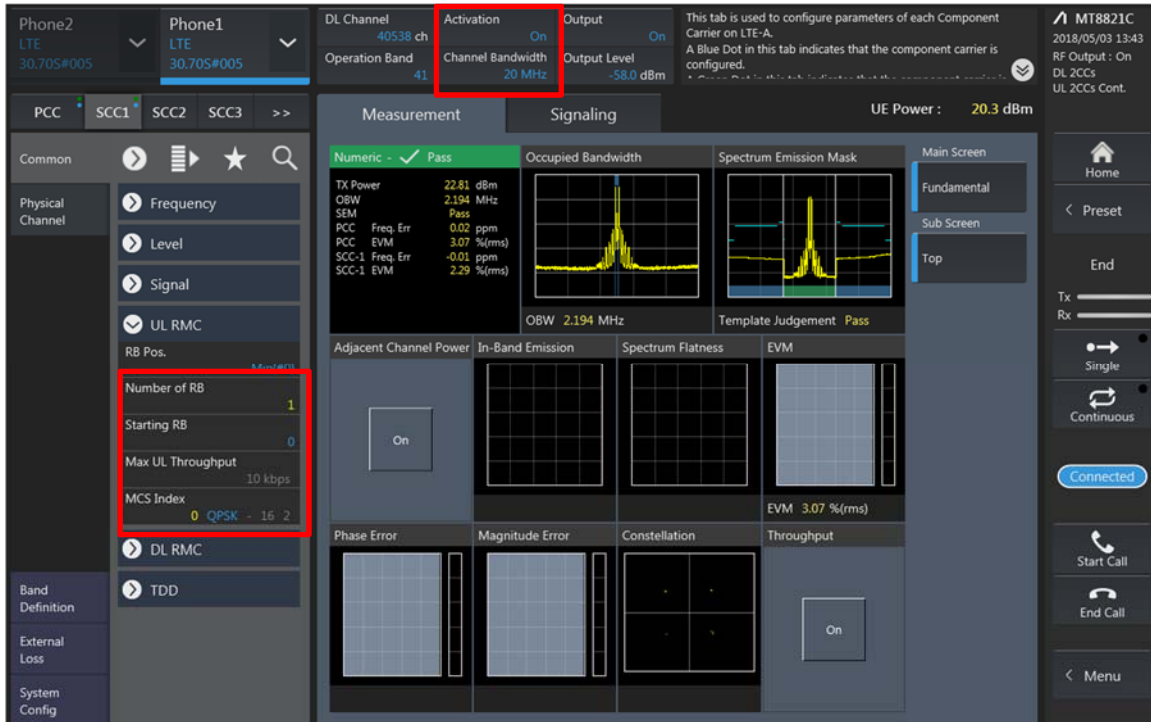 Phone2
LTE
30.70S#005
Phone1
LTE
30.70S#005
DL Channel
40538 ch
Operation Band
41
Activation
On
Channel Bandwidth
20 MHz
Output
On
Output Level
-58.0 dBm
This tab is used to configure parameters of each Component
Carrier on LTE-A.
A Blue Dot in this tab indicates that the component carrier is
configured.
MT8821C
2018/05/03 13:43
RF Output : On
DL 2CCs
UL 2CCs Cont.
PCC SCC1 SCC2 SCC3 >>
Measurement
Signaling
UE Power : 20.3 dBm
Common
Physical
Channel
Frequency
Level
Signal
UL RMC
RB Pos.
Number of RB
1
Starting RB
0
Max UL Throughput
10 kbps
MCS Index
0 QPSK - 16 2
DL RMC
TDD
Band
Definition
External
Loss
System
Config
Numeric - Pass
TX Power 22.81 dBm
OBW 2.194 MHz
SEM Pass
PCC Freq. Err 0.02 ppm
PCC EVM 3.07 %(rms)
SCC-1 Freq. Err -0.01 ppm
SCC-1 EVM 2.29 %(rms)
Occupied Bandwidth
OBW 2.194 MHz
Spectrum Emission Mask
Template Judgement Pass
Main Screen
Fundamental
Sub Screen
Top
Adjacent Channel Power
On
In-Band Emission
Spectrum Flatness
EVM
EVM 3.07 %(rms)
Phase Error
Magnitude Error
Constellation
Throughput
On
Home
< Preset
End
Tx
Rx
Single
Continuous
Connected
Start Call
End Call
< Menu